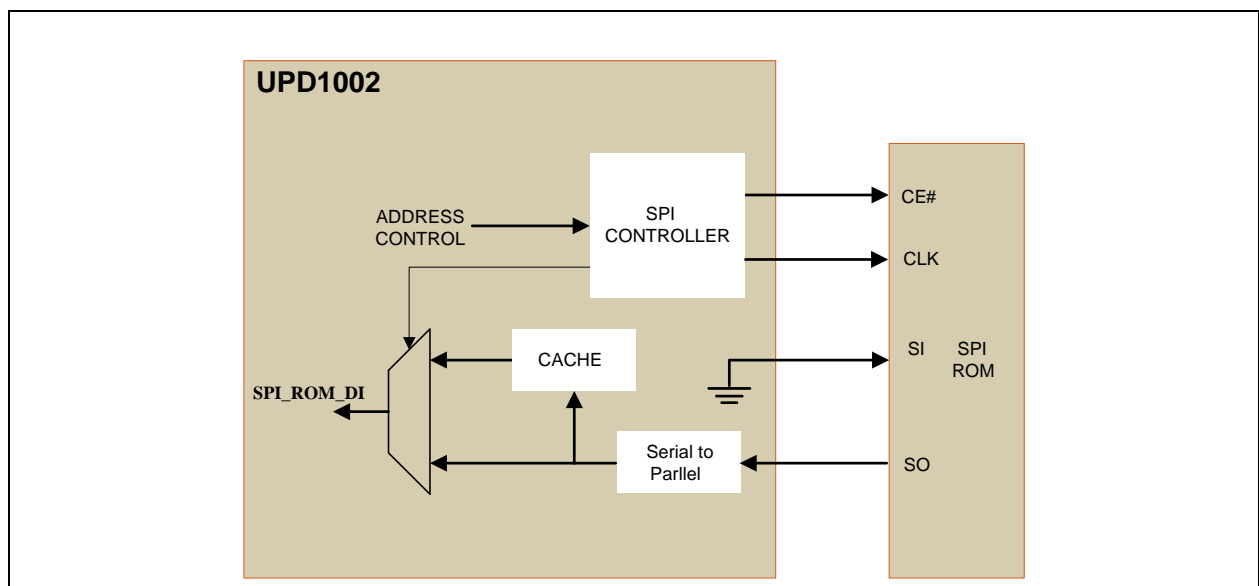 UPD1002
CE#
ADDRESS
CONTROL
SPI
CONTROLLER
CLK
CACHE
SI
SPI
ROM
SPI_ROM_DI
Serial to
Parllel
SO